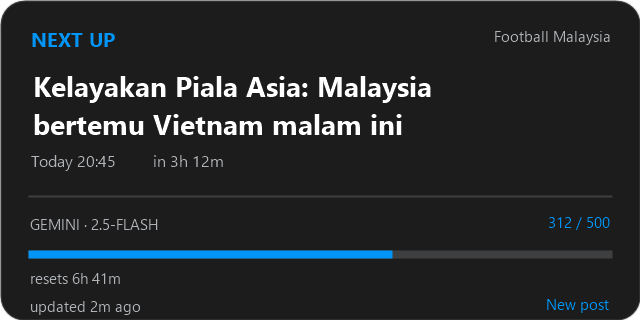 NEXT UP
Football Malaysia
Kelayakan Piala Asia: Malaysia
bertemu Vietnam malam ini
Today 20:45 in 3h 12m
GEMINI · 2.5-FLASH
312 / 500
resets 6h 41m
updated 2m ago
New post